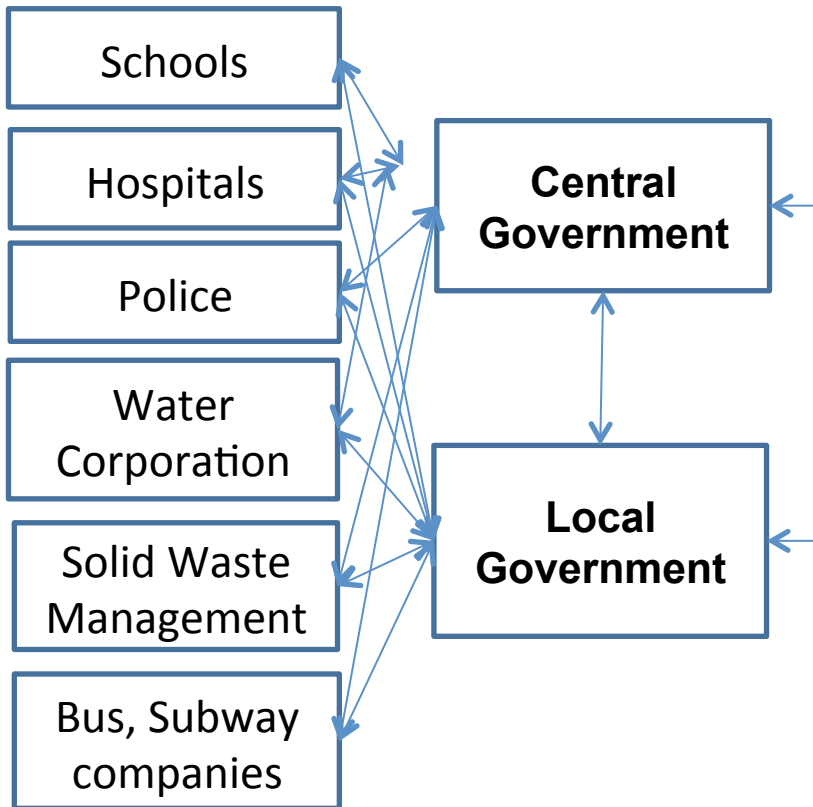 Schools
Hospitals
Police
Water
Corporation
Solid Waste
Management
Bus, Subway
companies
Central
Government
Local
Government